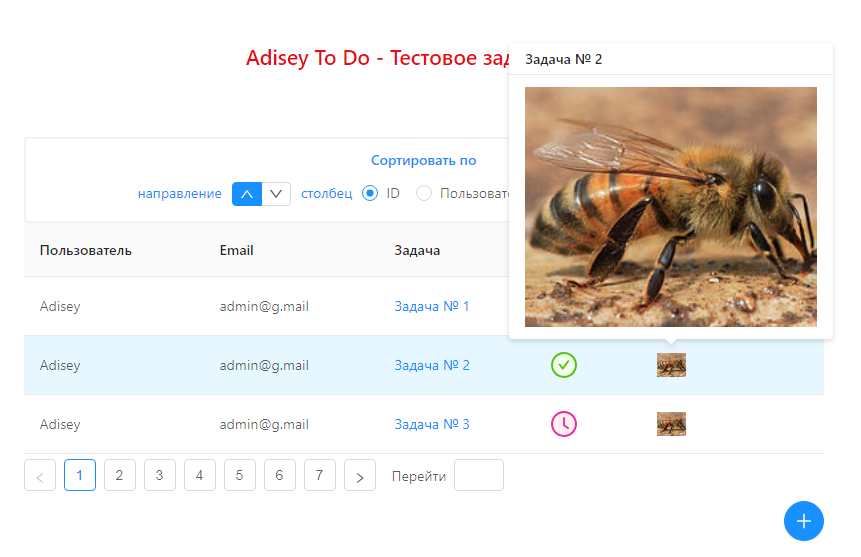 Adisey To Do - Тестовое
Задача № 2
Сортировать по
направление
столбец
ID
Пользователь Email Задача
Adisey admin@g.mail Задача № 1
Adisey admin@g.mail Задача № 2
Adisey admin@g.mail Задача № 3
< 1 2 3 4 5 6 7 > Перейти
+